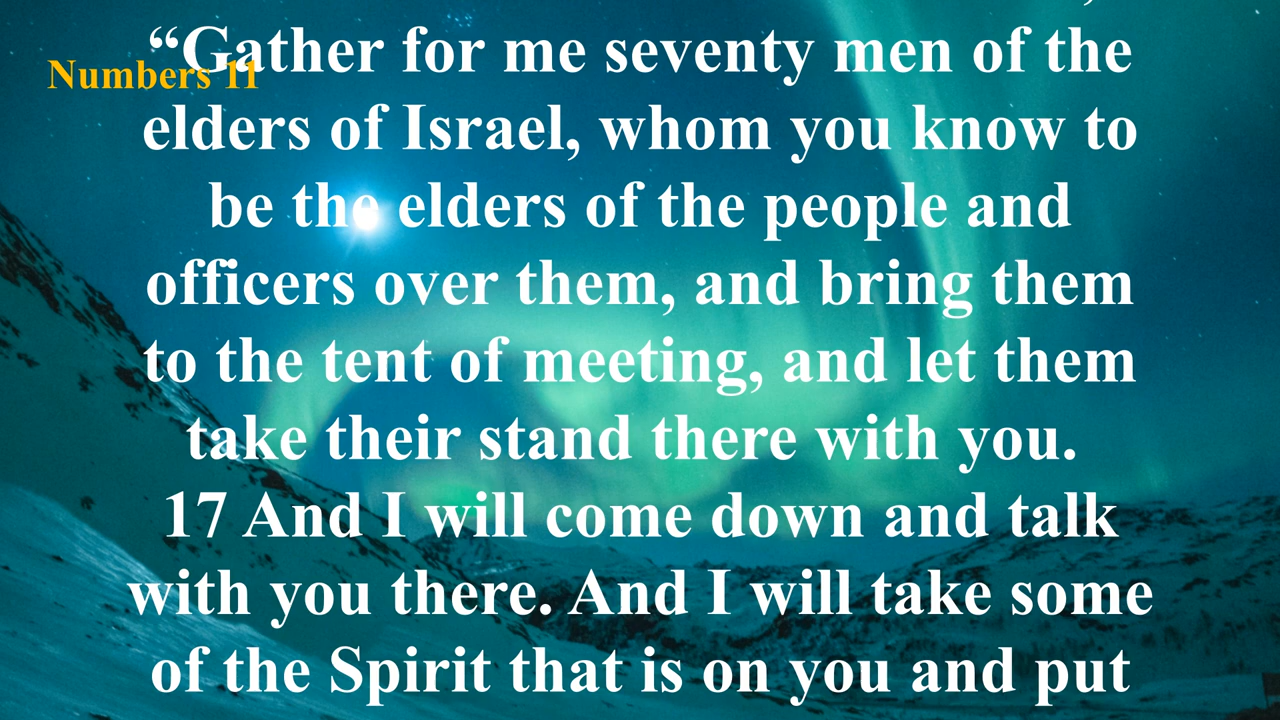 “Gather for me seventy men of the
Numbers 11
elders of Israel, whom you know to
be the elders of the people and
officers over them, and bring them
to the tent of meeting, and let them
take their stand there with you.
17 And I will come down and talk
with you there. And I will take some
of the Spirit that is on you and put